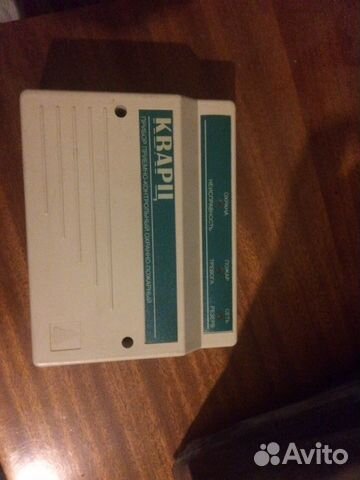 КВАРЦ
ПРИБОР ПРИЕМНО-КОНТРОЛЬНЫЙ ОХРАННО-ПОЖАРНЫЙ
ОХРАНА
НЕИСПРАВНОСТЬ
ПОЖАР
ТРЕВОГА
СЕТЬ
РЕЗЕРВ
Avito